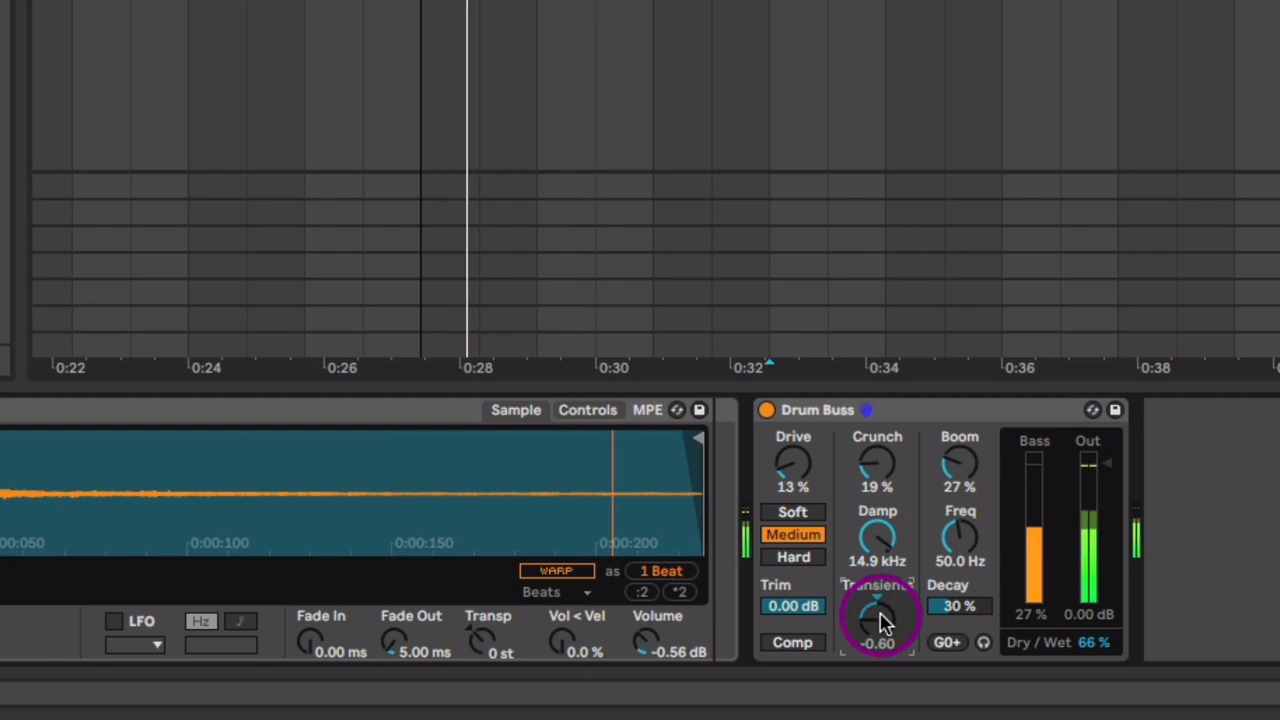 0:22 0:24 0:26 0:28 0:30 0:32 0:34 0:36 0:38
Sample Controls MPE
00:050 0:00:100 0:00:150 0:00:200
WARP as 1 Beat
Beats :2 *2
LFO Hz
Fade In Fade Out Transp Vol < Vel Volume
0.00 ms 5.00 ms 0 st 0.0 % -0.56 dB
Drum Buss
Drive Crunch Boom
13 % 19 % 27 %
Soft Damp Freq
Medium
Hard 14.9 kHz 50.0 Hz
Trim Transients Decay
0.00 dB 30 %
Comp -0.60 G0+
Bass Out
27 % 0.00 dB
Dry / Wet 66 %